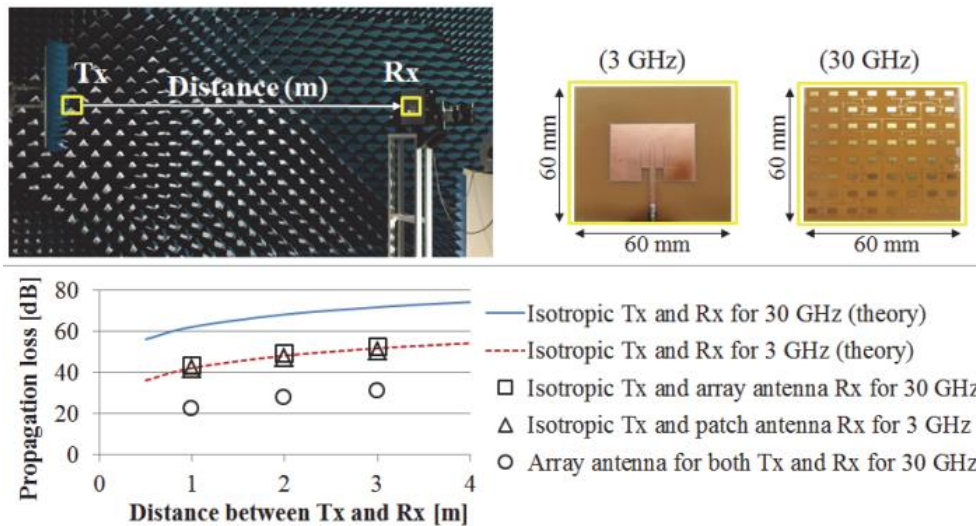 Tx
Rx
Distance (m)
(3 GHz)
(30 GHz)
60 mm
60 mm
60 mm
60 mm
Propagation loss [dB]
80
60
40
20
0
0
1
2
3
4
Distance between Tx and Rx [m]
Isotropic Tx and Rx for 30 GHz (theory)
Isotropic Tx and Rx for 3 GHz (theory)
Isotropic Tx and array antenna Rx for 30 GHz
Isotropic Tx and patch antenna Rx for 3 GHz
Array antenna for both Tx and Rx for 30 GHz